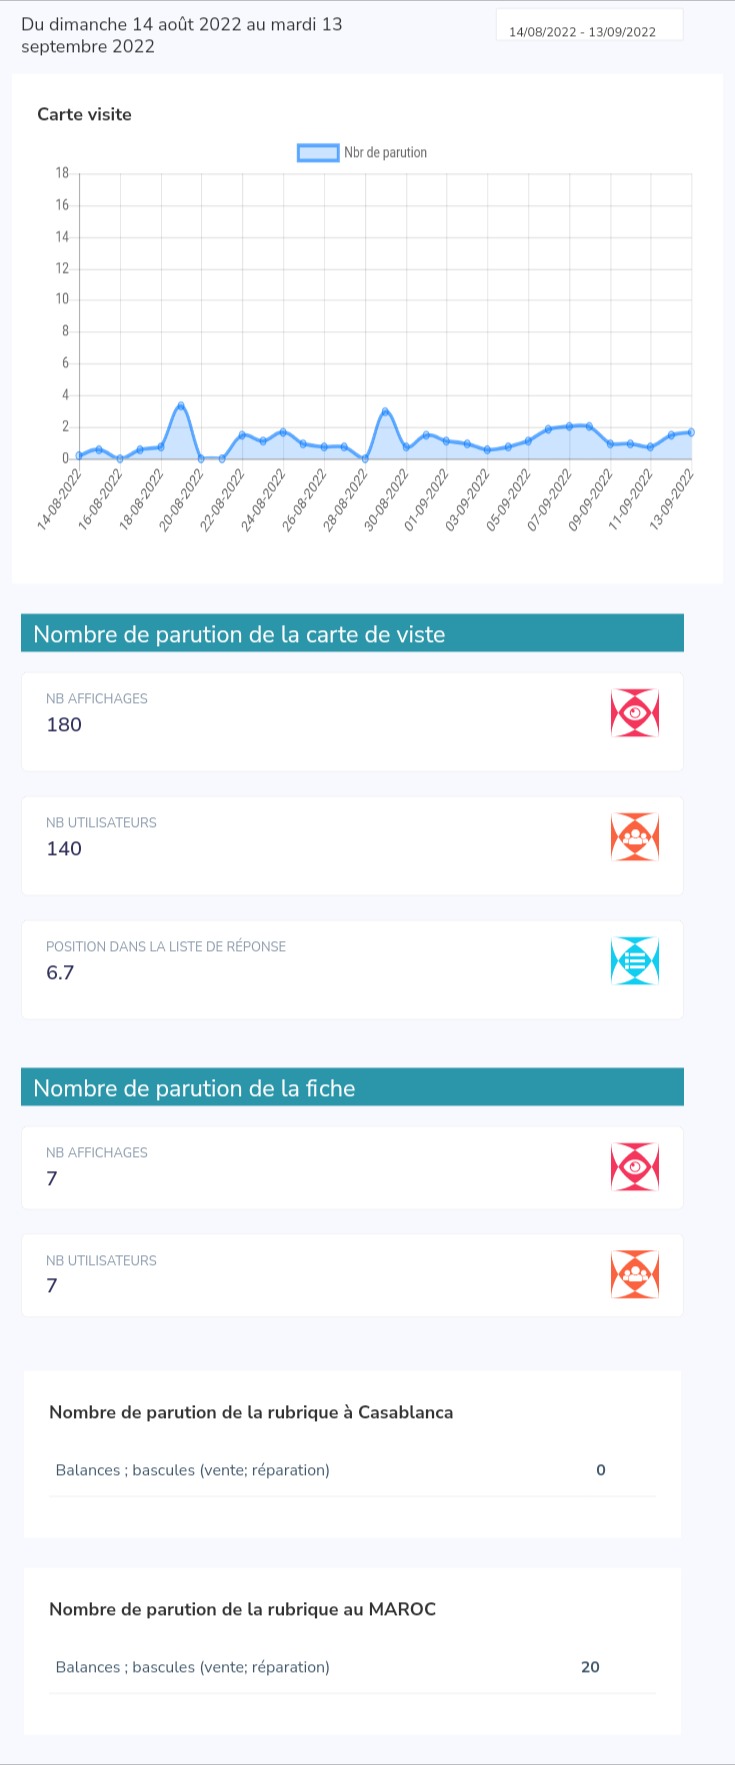 Du dimanche 14 août 2022 au mardi 13
septembre 2022
14/08/2022 - 13/09/2022
Carte visite
Nbr de parution
18
16
14
12
10
8
6
4
2
0
14-08-2022
16-08-2022
18-08-2022
20-08-2022
22-08-2022
24-08-2022
26-08-2022
28-08-2022
30-08-2022
01-09-2022
03-09-2022
05-09-2022
07-09-2022
09-09-2022
11-09-2022
13-09-2022
Nombre de parution de la carte de viste
NB AFFICHAGES
180
NB UTILISATEURS
140
POSITION DANS LA LISTE DE RÉPONSE
6.7
Nombre de parution de la fiche
NB AFFICHAGES
7
NB UTILISATEURS
7
Nombre de parution de la rubrique à Casablanca
Balances ; bascules (vente; réparation) 0
Nombre de parution de la rubrique au MAROC
Balances ; bascules (vente; réparation) 20